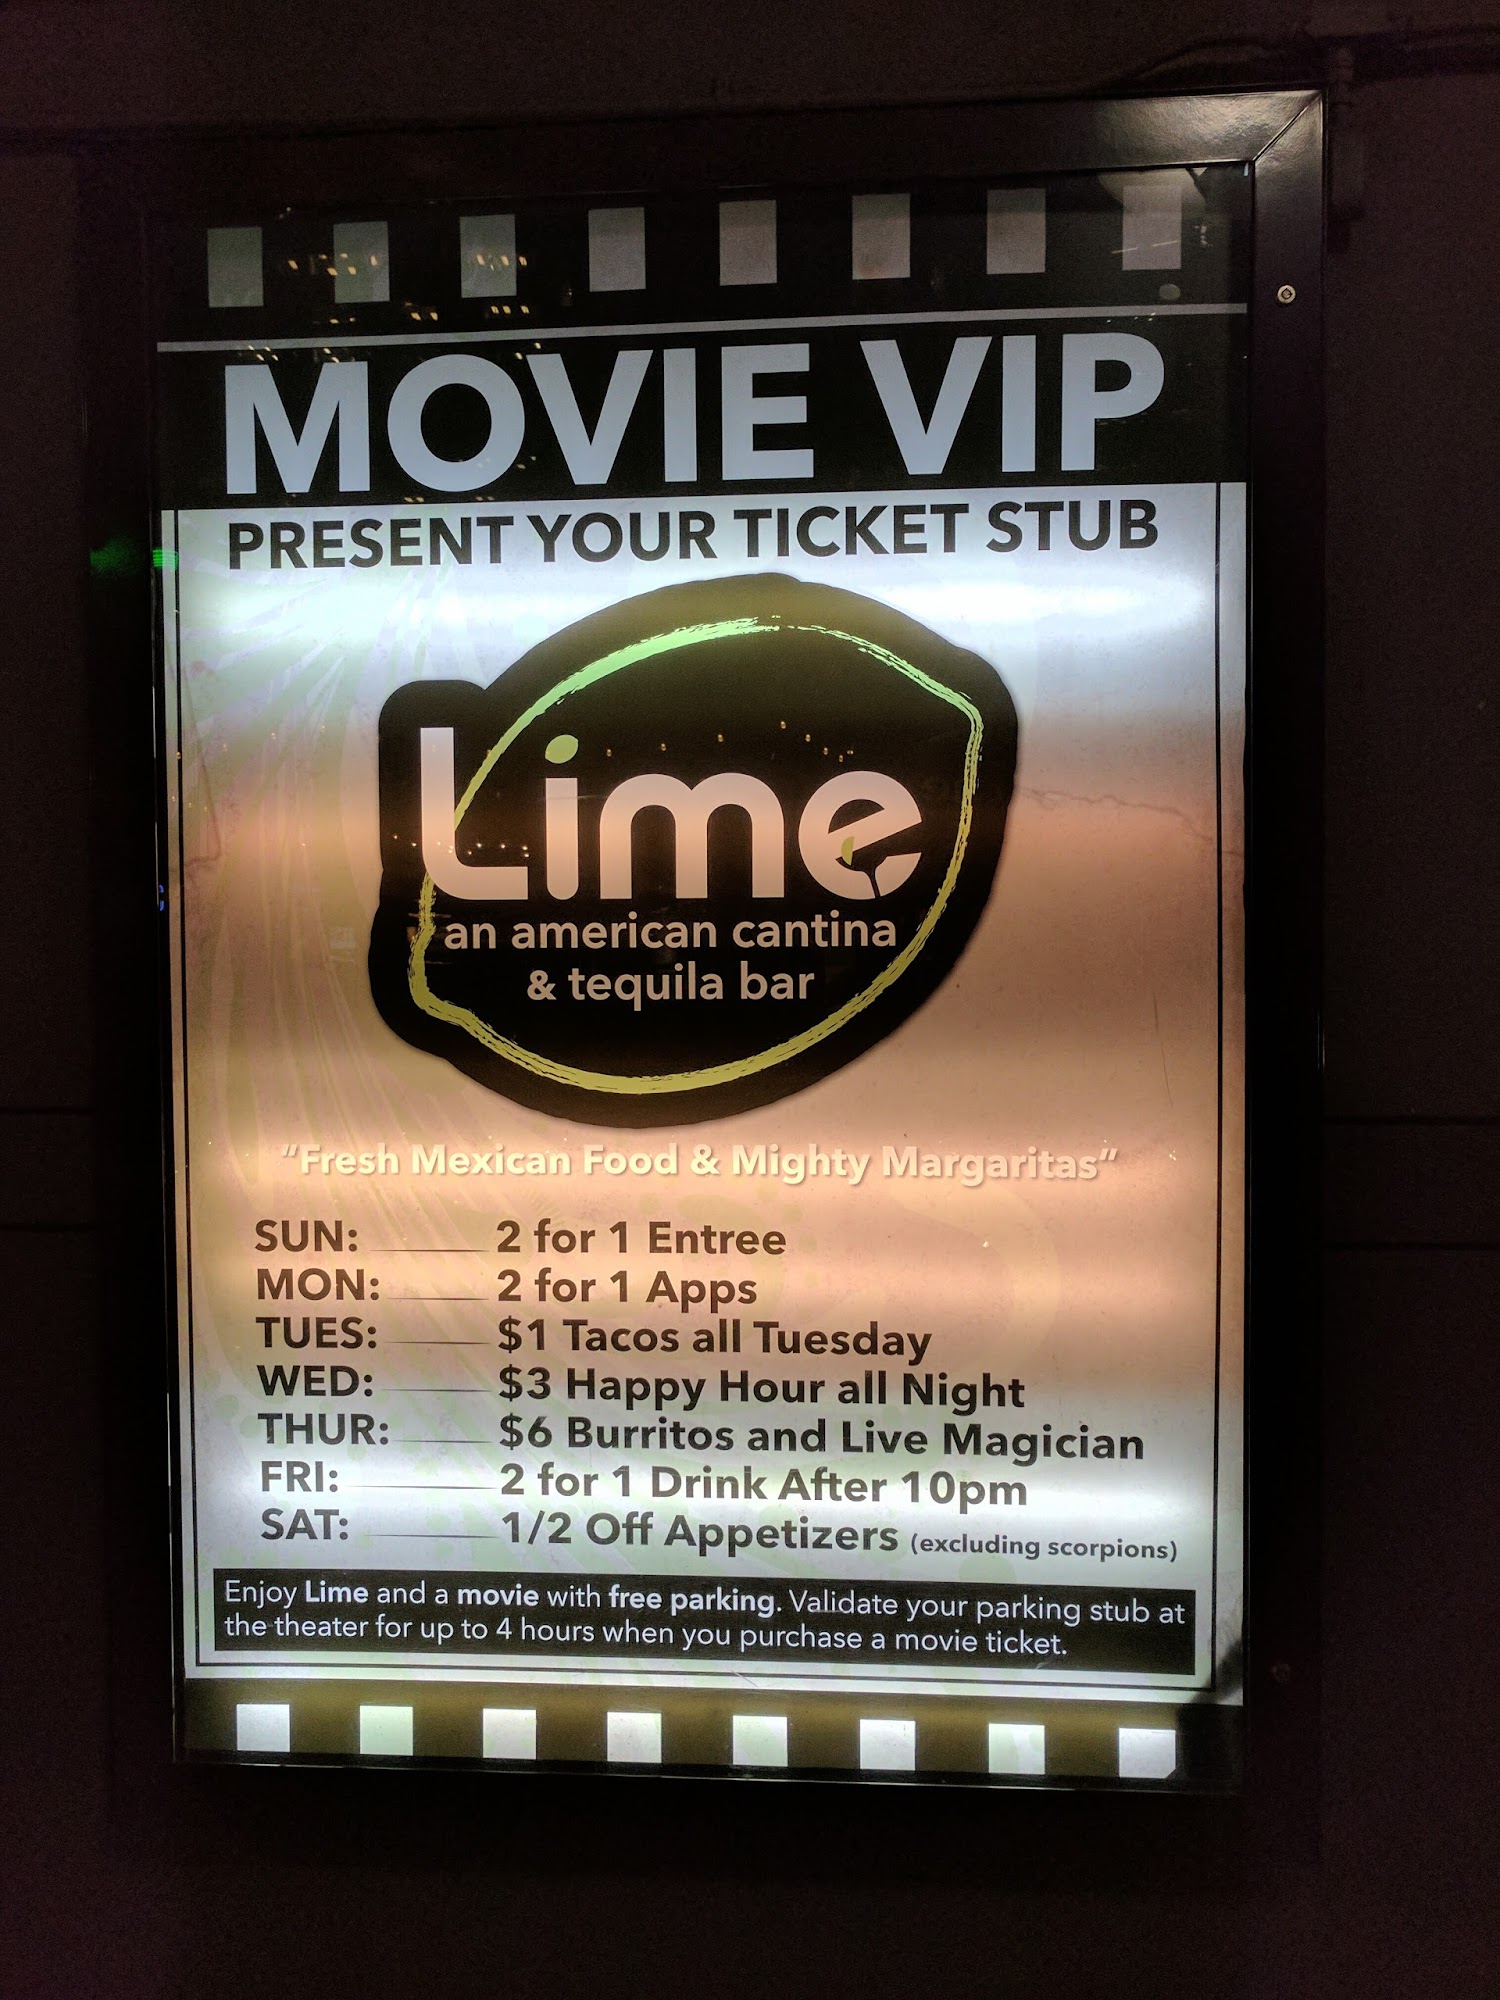 MOVIE VIP
PRESENT YOUR TICKET STUB
Lime
an american cantina
& tequila bar
"Fresh Mexican Food & Mighty Margaritas"
SUN: 2 for 1 Entree
MON: 2 for 1 Apps
TUES: $1 Tacos all Tuesday
WED: $3 Happy Hour all Night
THUR: $6 Burritos and Live Magician
FRI: 2 for 1 Drink After 10pm
SAT: 1/2 Off Appetizers (excluding scorpions)
Enjoy Lime and a movie with free parking. Validate your parking stub at
the theater for up to 4 hours when you purchase a movie ticket.